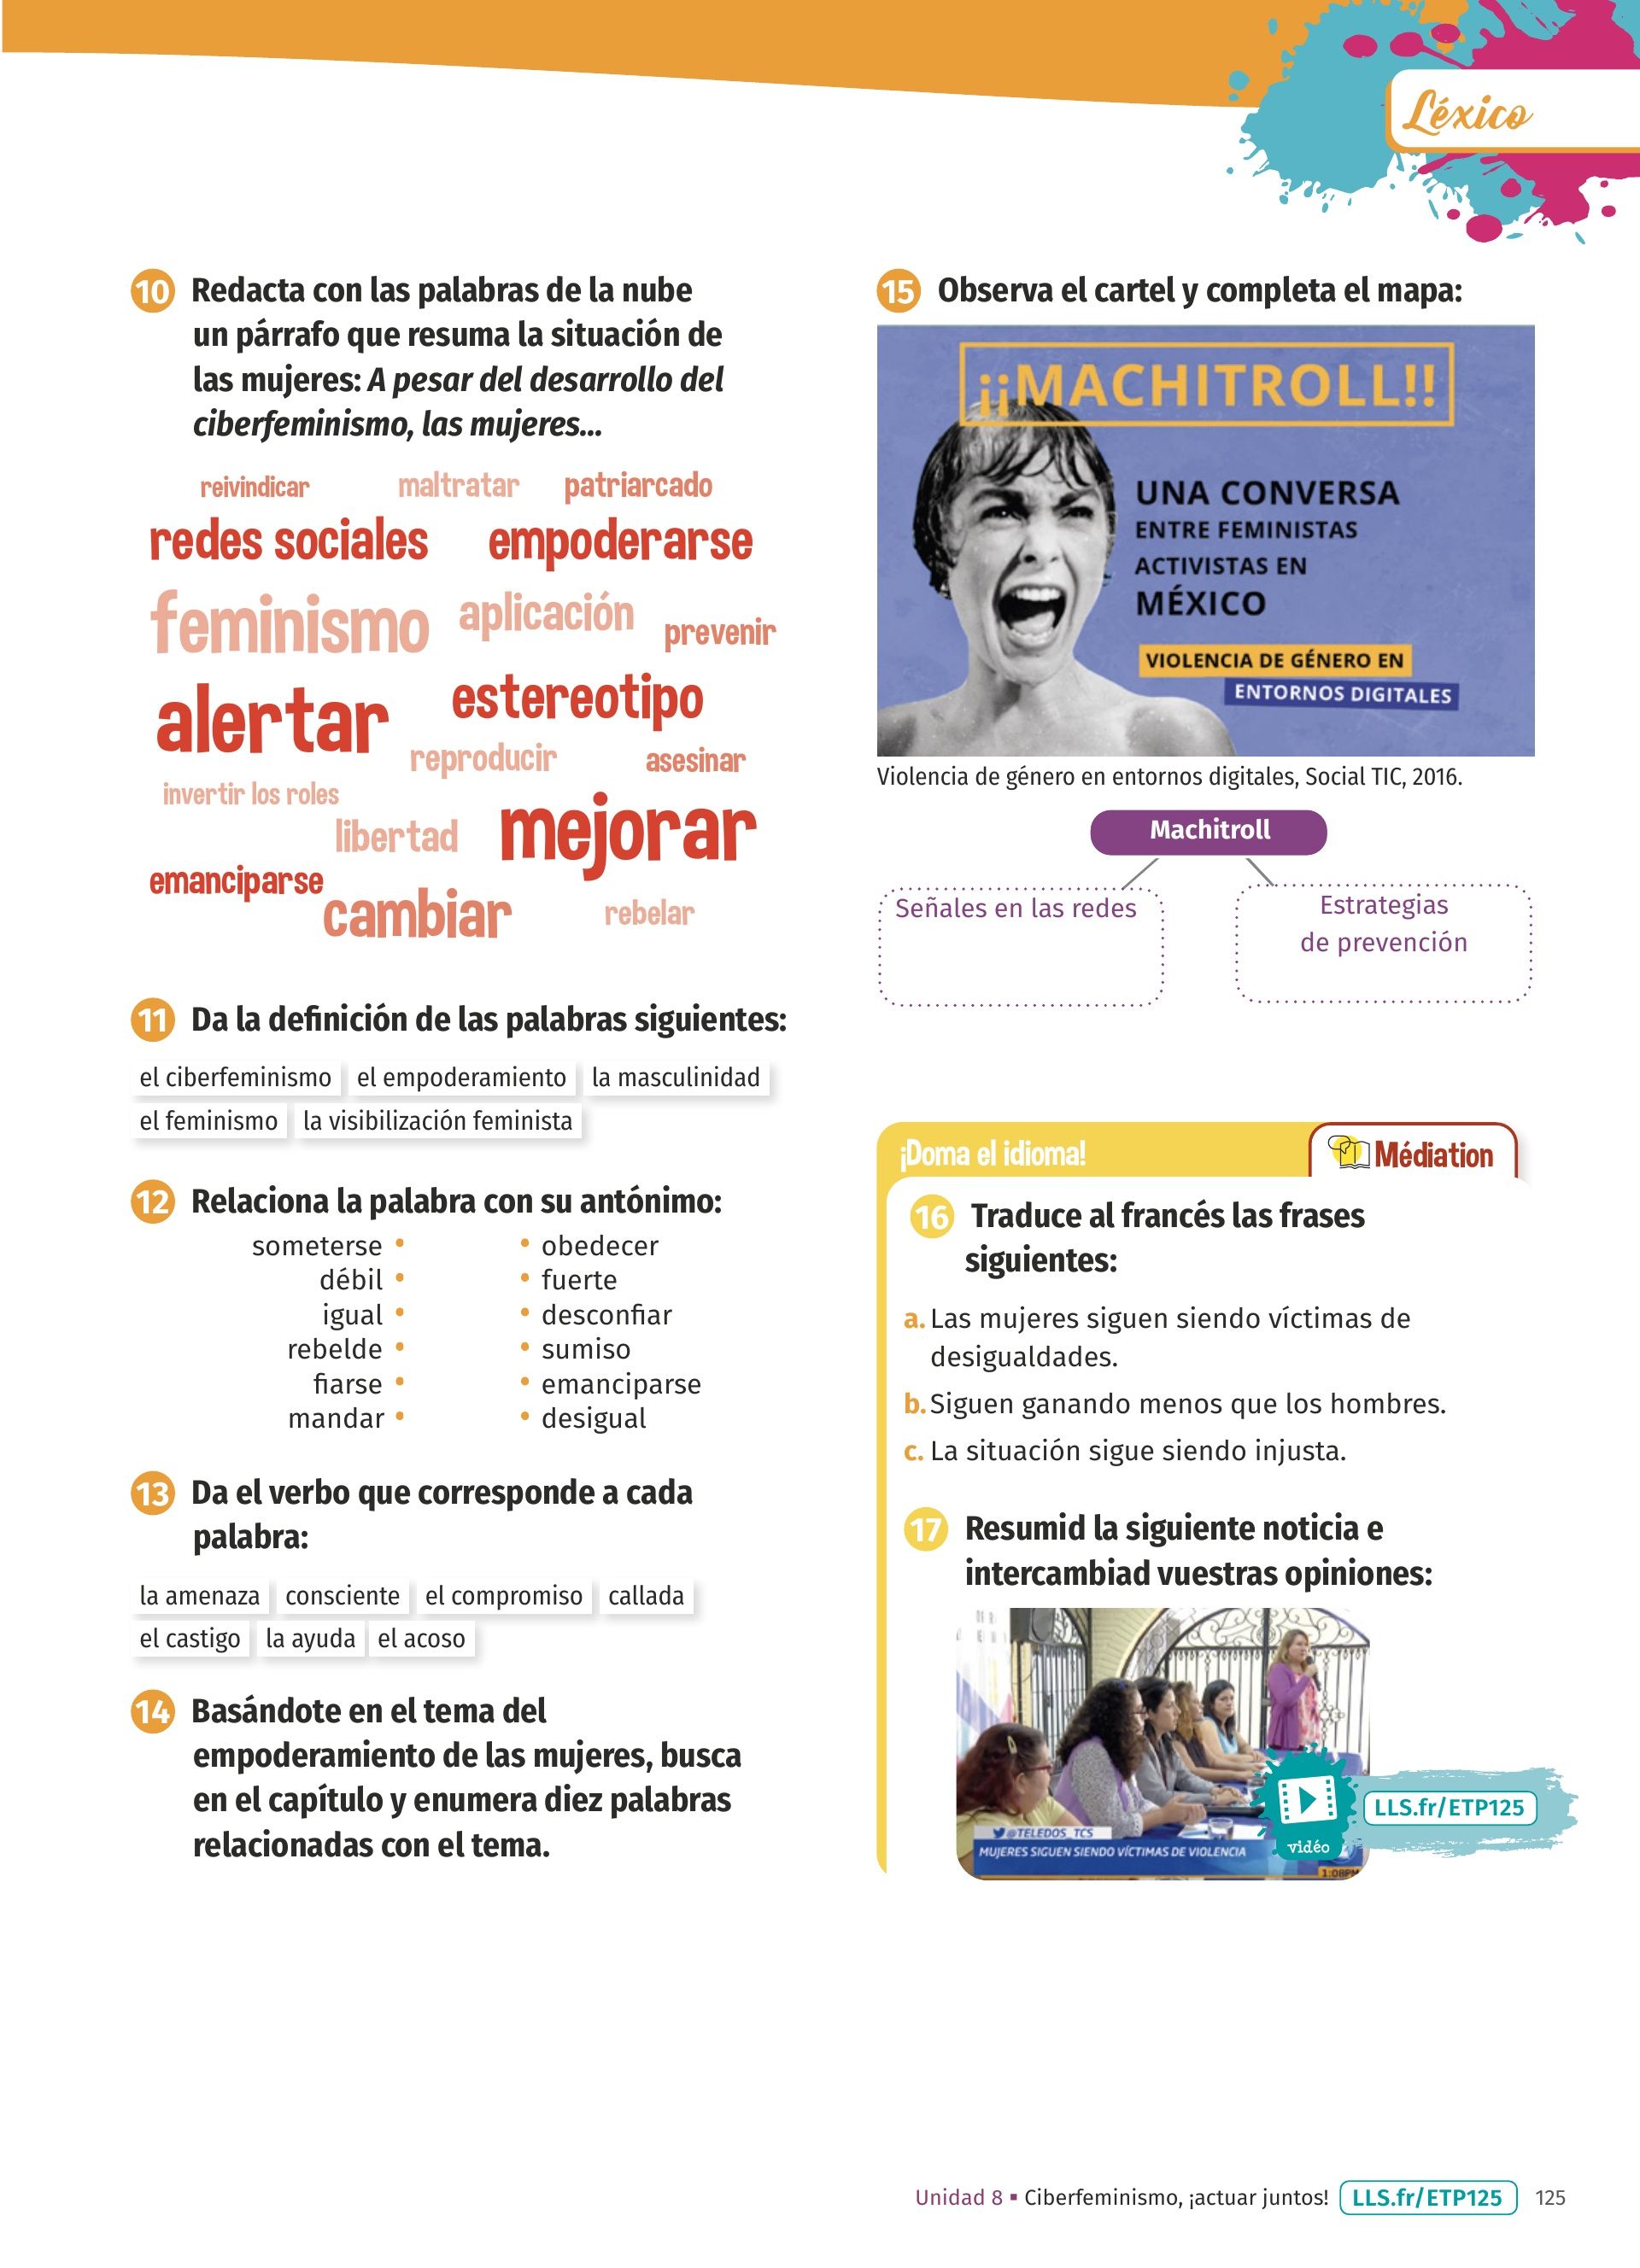 Léxico
10 Redacta con las palabras de la nube
un párrafo que resuma la situación de
las mujeres: A pesar del desarrollo del
ciberfeminismo, las mujeres...
reivindicar maltratar patriarcado
redes sociales empoderarse
feminismo aplicación prevenir
alertar estereotipo
reproducir asesinar
invertir los roles
libertad mejorar
emanciparse
cambiar rebelar
11 Da la definición de las palabras siguientes:
el ciberfeminismo el empoderamiento la masculinidad
el feminismo la visibilización feminista
12 Relaciona la palabra con su antónimo:
someterse • • obedecer
débil • • fuerte
igual • • desconfiar
rebelde • • sumiso
fiarse • • emanciparse
mandar • • desigual
13 Da el verbo que corresponde a cada
palabra:
la amenaza consciente el compromiso callada
el castigo la ayuda el acoso
14 Basándote en el tema del
empoderamiento de las mujeres, busca
en el capítulo y enumera diez palabras
relacionadas con el tema.
15 Observa el cartel y completa el mapa:
¡¡MACHITROLL!!
UNA CONVERSA
ENTRE FEMINISTAS
ACTIVISTAS EN
MÉXICO
VIOLENCIA DE GÉNERO EN
ENTORNOS DIGITALES
Violencia de género en entornos digitales, Social TIC, 2016.
Machitroll
Señales en las redes
Estrategias
de prevención
¡Doma el idioma!
Médiation
16 Traduce al francés las frases
siguientes:
a. Las mujeres siguen siendo víctimas de
desigualdades.
b. Siguen ganando menos que los hombres.
c. La situación sigue siendo injusta.
17 Resumid la siguiente noticia e
intercambiad vuestras opiniones:
@TELEDOS_TCS
MUJERES SIGUEN SIENDO VÍCTIMAS DE VIOLENCIA
1:08PM
vidéo
LLS.fr/ETP125
Unidad 8 ▪ Ciberfeminismo, ¡actuar juntos! LLS.fr/ETP125 125